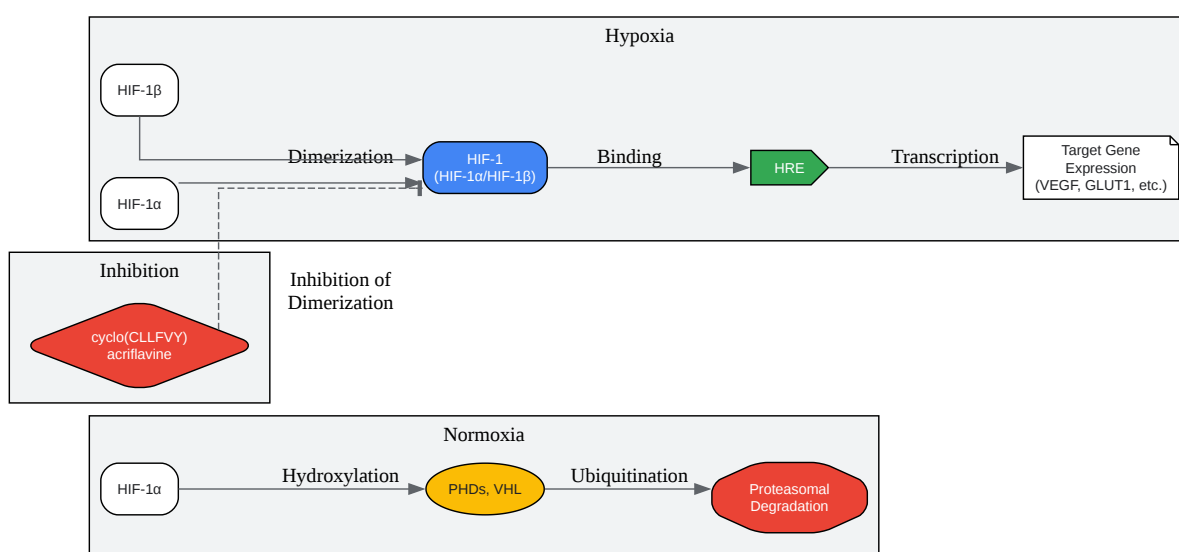 Hypoxia
HIF-1β
HIF-1α
Dimerization
HIF-1
(HIF-1α/HIF-1β)
Binding
HRE
Transcription
Target Gene
Expression
(VEGF, GLUT1, etc.)
Inhibition
cyclo(CLLFVY)
acriflavine
Inhibition of
Dimerization
Normoxia
HIF-1α
Hydroxylation
PHDs, VHL
Ubiquitination
Proteasomal
Degradation